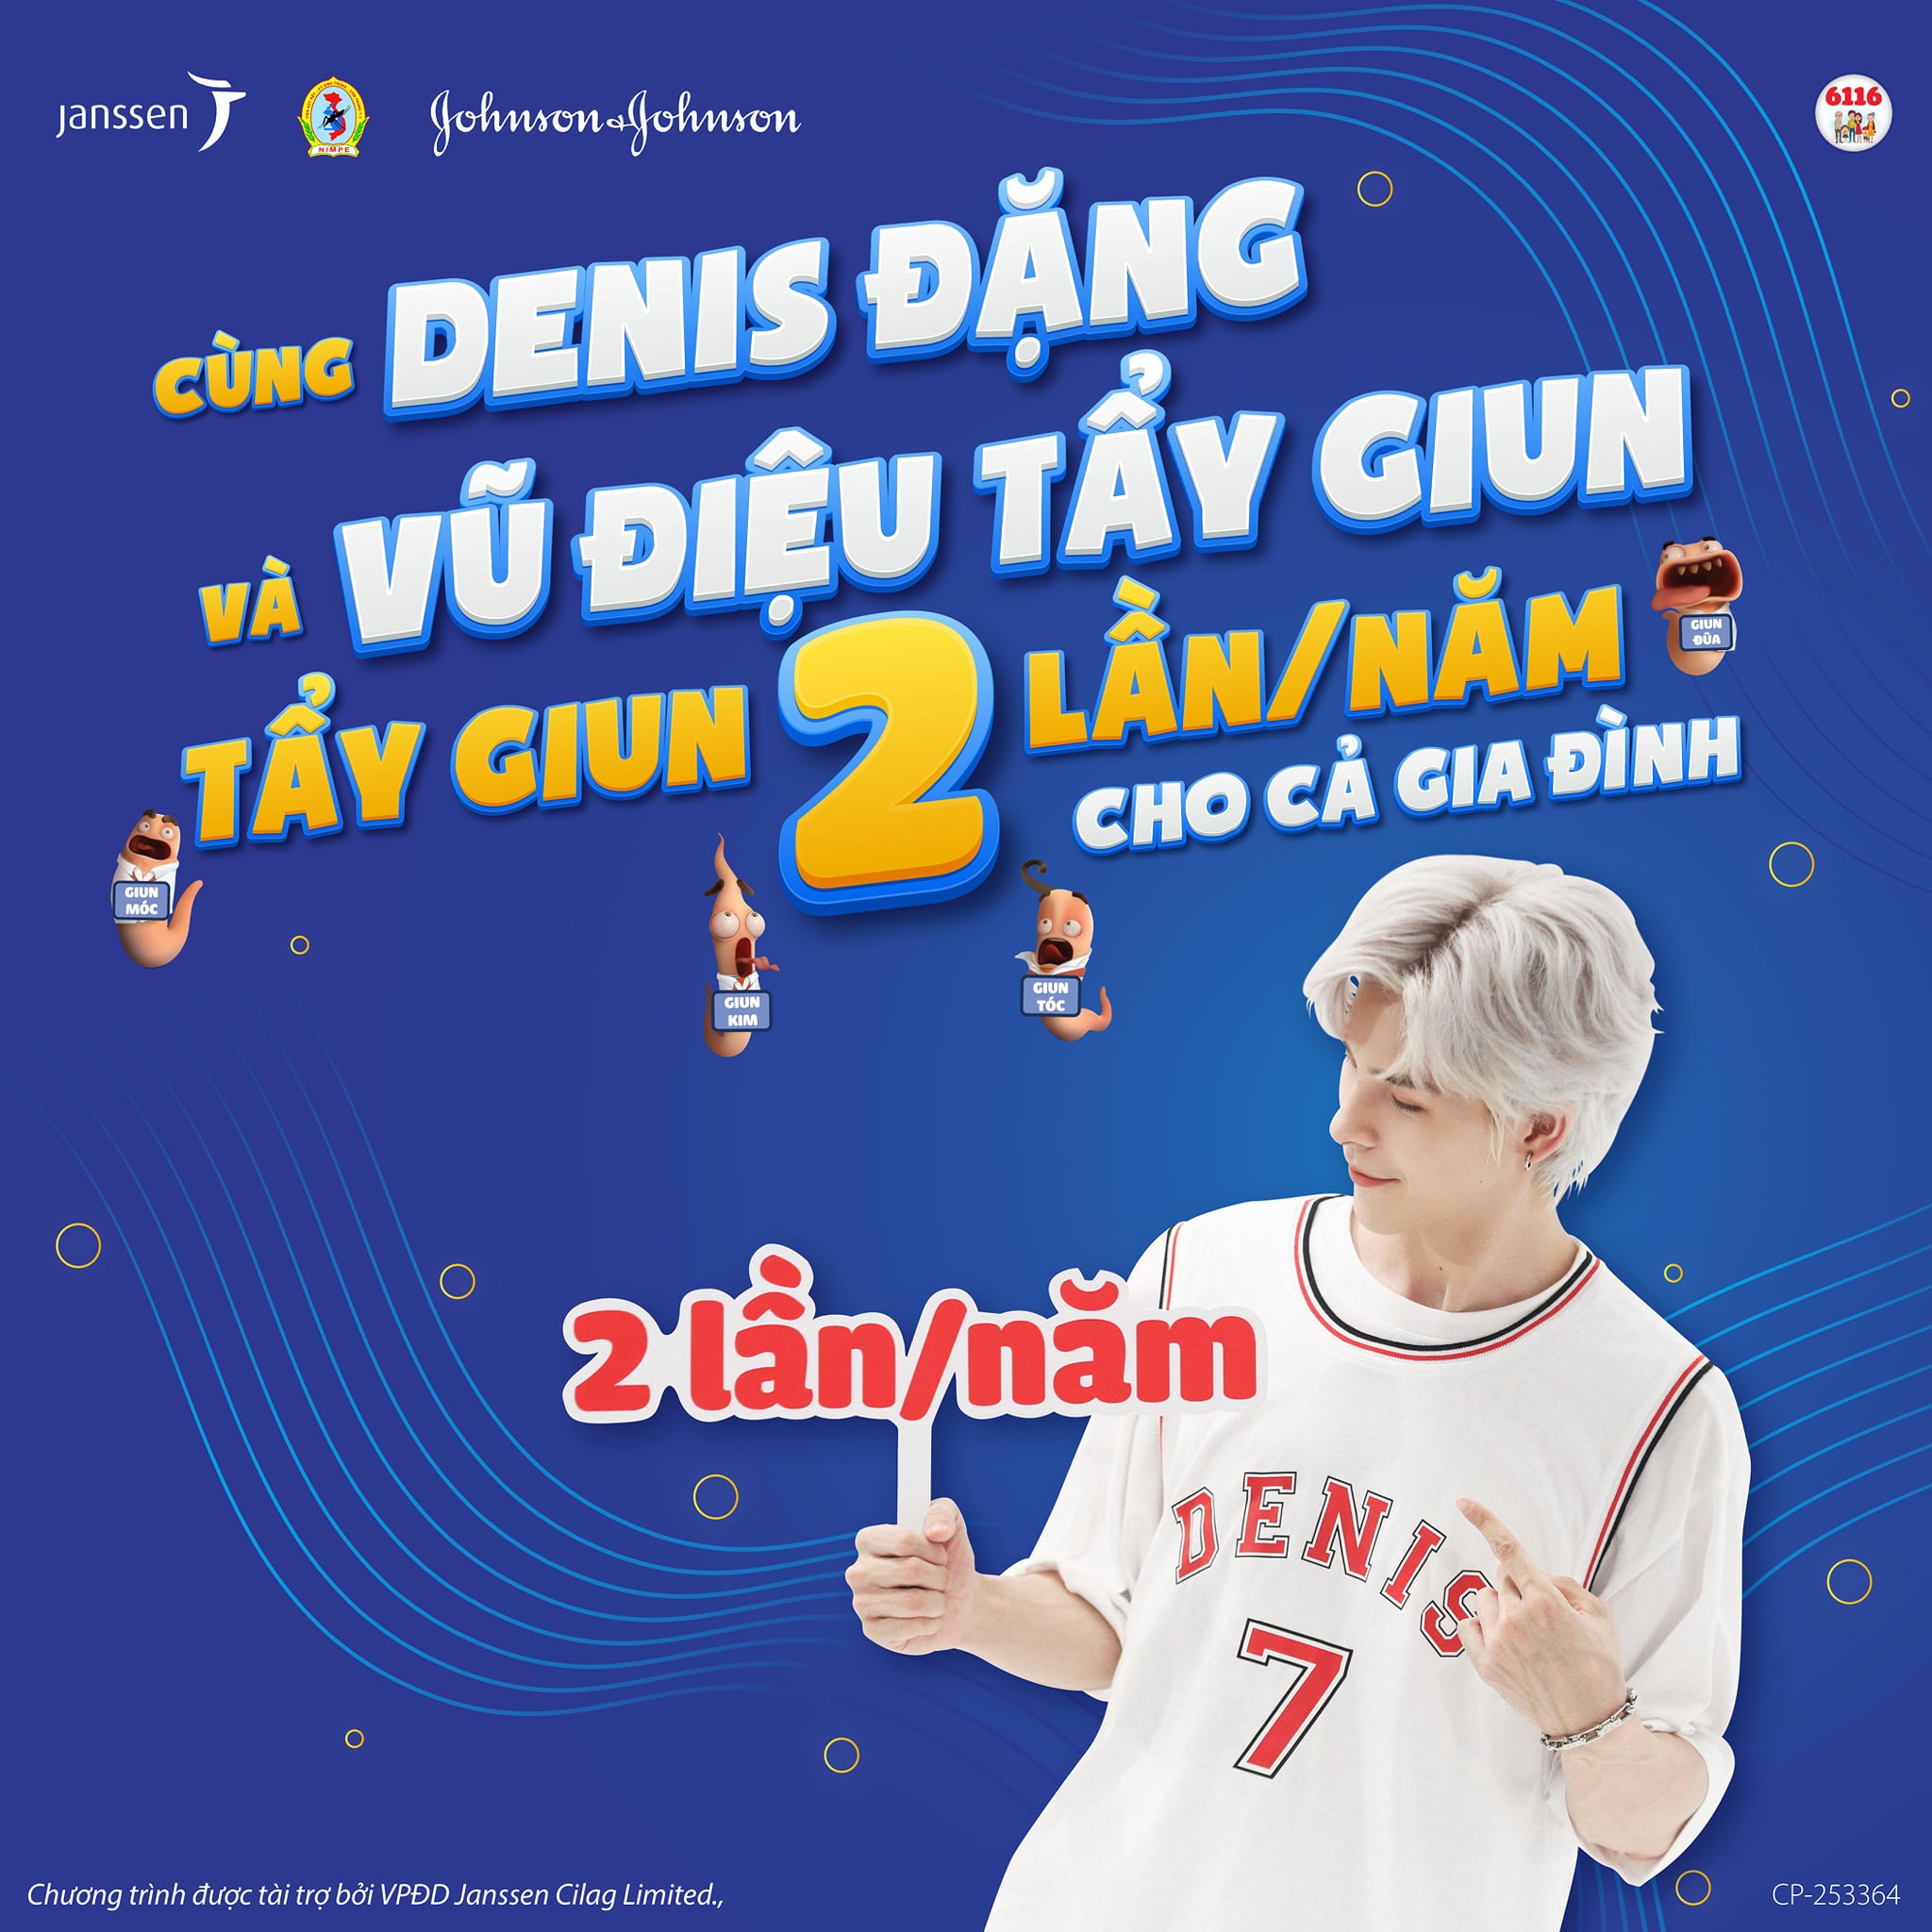 Janssen
NIMPE
Johnson & Johnson
6116
CÙNG DENIS ĐẶNG
VÀ VŨ ĐIỆU TẨY GIUN
TẨY GIUN 2 LẦN/NĂM
CHO CẢ GIA ĐÌNH
GIUN
ĐŨA
GIUN
MÓC
GIUN
KIM
GIUN
TÓC
2 lần/năm
DENIS
7
Chương trình được tài trợ bởi VPĐD Janssen Cilag Limited.,
CP-253364